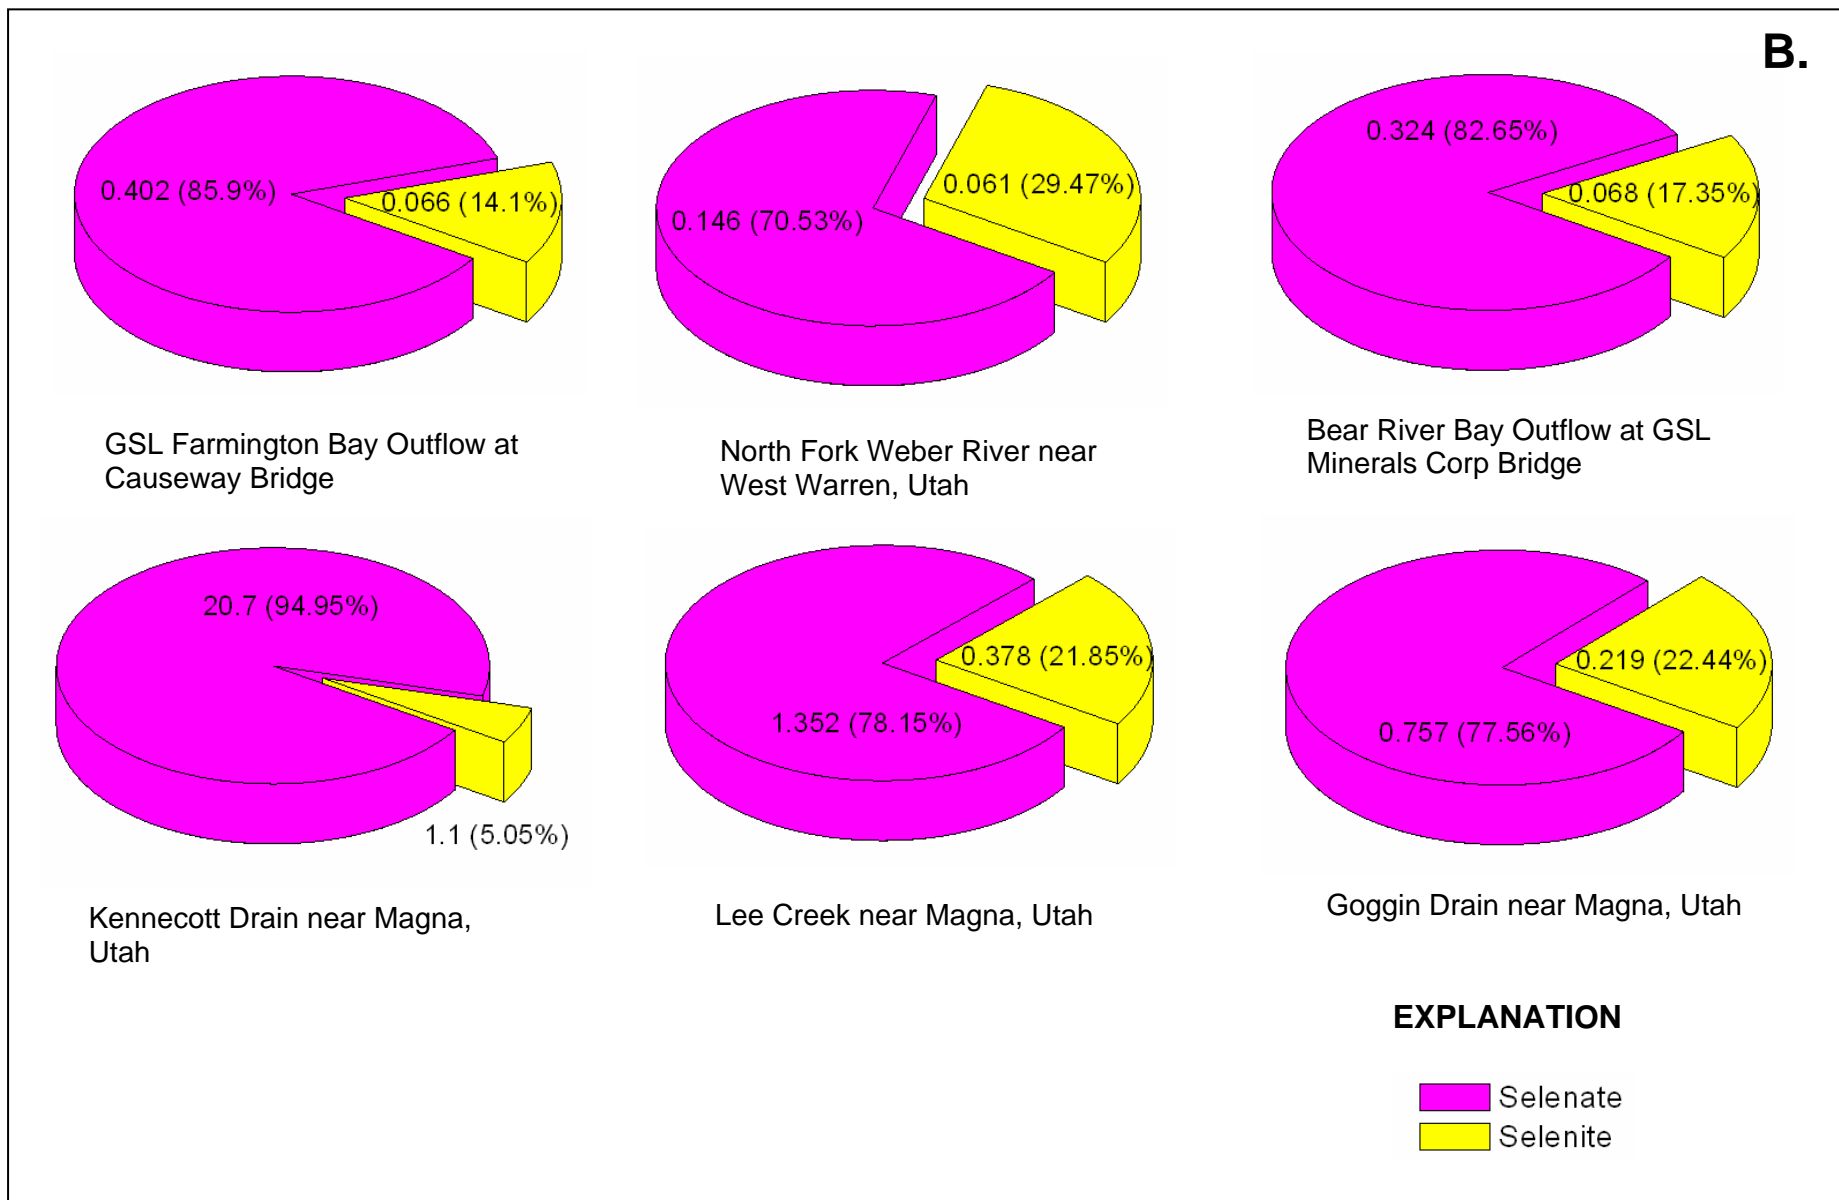 B.
0.402 (85.9%)
0.066 (14.1%)
GSL Farmington Bay Outflow at
Causeway Bridge
0.146 (70.53%)
0.061 (29.47%)
North Fork Weber River near
West Warren, Utah
0.324 (82.65%)
0.068 (17.35%)
Bear River Bay Outflow at GSL
Minerals Corp Bridge
20.7 (94.95%)
1.1 (5.05%)
Kennecott Drain near Magna,
Utah
0.378 (21.85%)
1.352 (78.15%)
Lee Creek near Magna, Utah
0.219 (22.44%)
0.757 (77.56%)
Goggin Drain near Magna, Utah
EXPLANATION
Selenate
Selenite